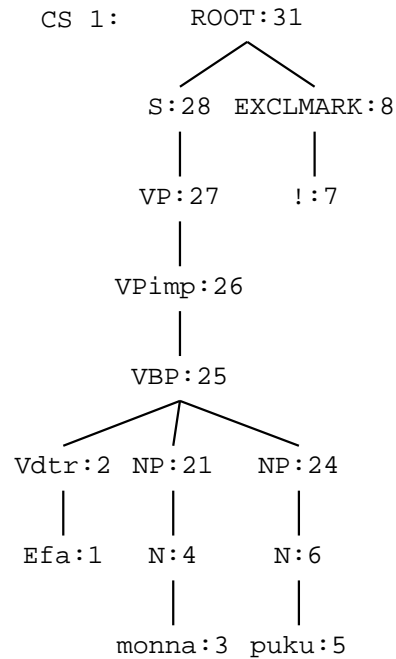 CS 1: ROOT:31
S:28 EXCLMARK:8
VP:27 !:7
VPimp:26
VBP:25
Vdtr:2 NP:21 NP:24
Efa:1 N:4 N:6
monna:3 puku:5